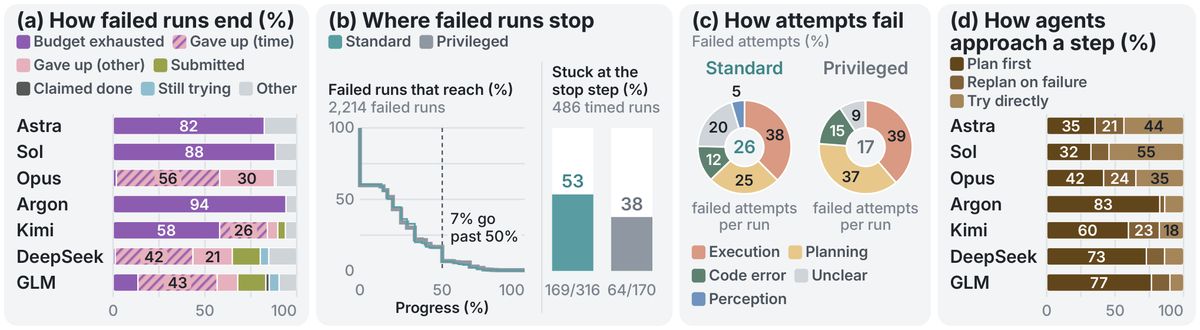 (a) How failed runs end (%)
Budget exhausted Gave up (time)
Gave up (other) Submitted
Claimed done Still trying Other
Astra 82
Sol 88
Opus 56 30
Argon 94
Kimi 58 26
DeepSeek 42 21
GLM 43
0 50 100
(b) Where failed runs stop
Standard Privileged
Failed runs that reach (%)
2,214 failed runs
100
50
0
7% go
past 50%
0 50 100
Progress (%)
Stuck at the
stop step (%)
486 timed runs
53 38
169/316 64/170
(c) How attempts fail
Failed attempts (%)
Standard Privileged
5
20 38
26
12
25
9
15 39
17
37
failed attempts
per run
failed attempts
per run
Execution Planning
Code error Unclear
Perception
(d) How agents
approach a step (%)
Plan first
Replan on failure
Try directly
Astra 35 21 44
Sol 32 55
Opus 42 24 35
Argon 83
Kimi 60 23 18
DeepSeek 73
GLM 77
0 50 100